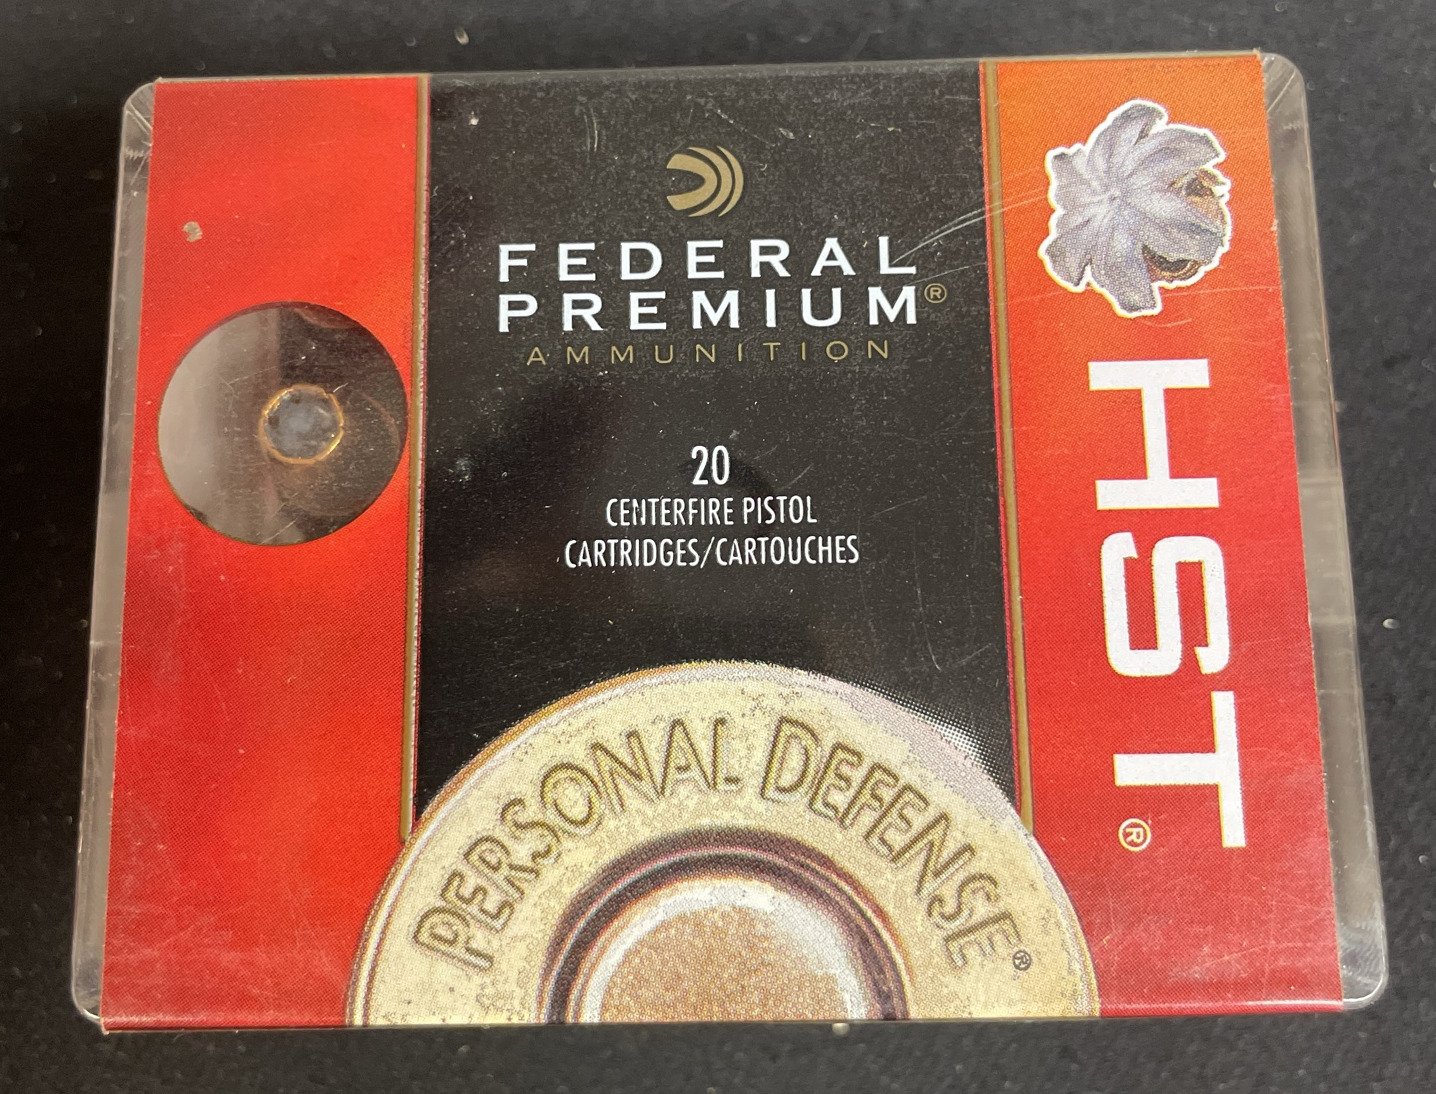 FEDERAL
PREMIUM®
AMMUNITION
20
CENTERFIRE PISTOL
CARTRIDGES/CARTOUCHES
PERSONAL DEFENSE®
HST®